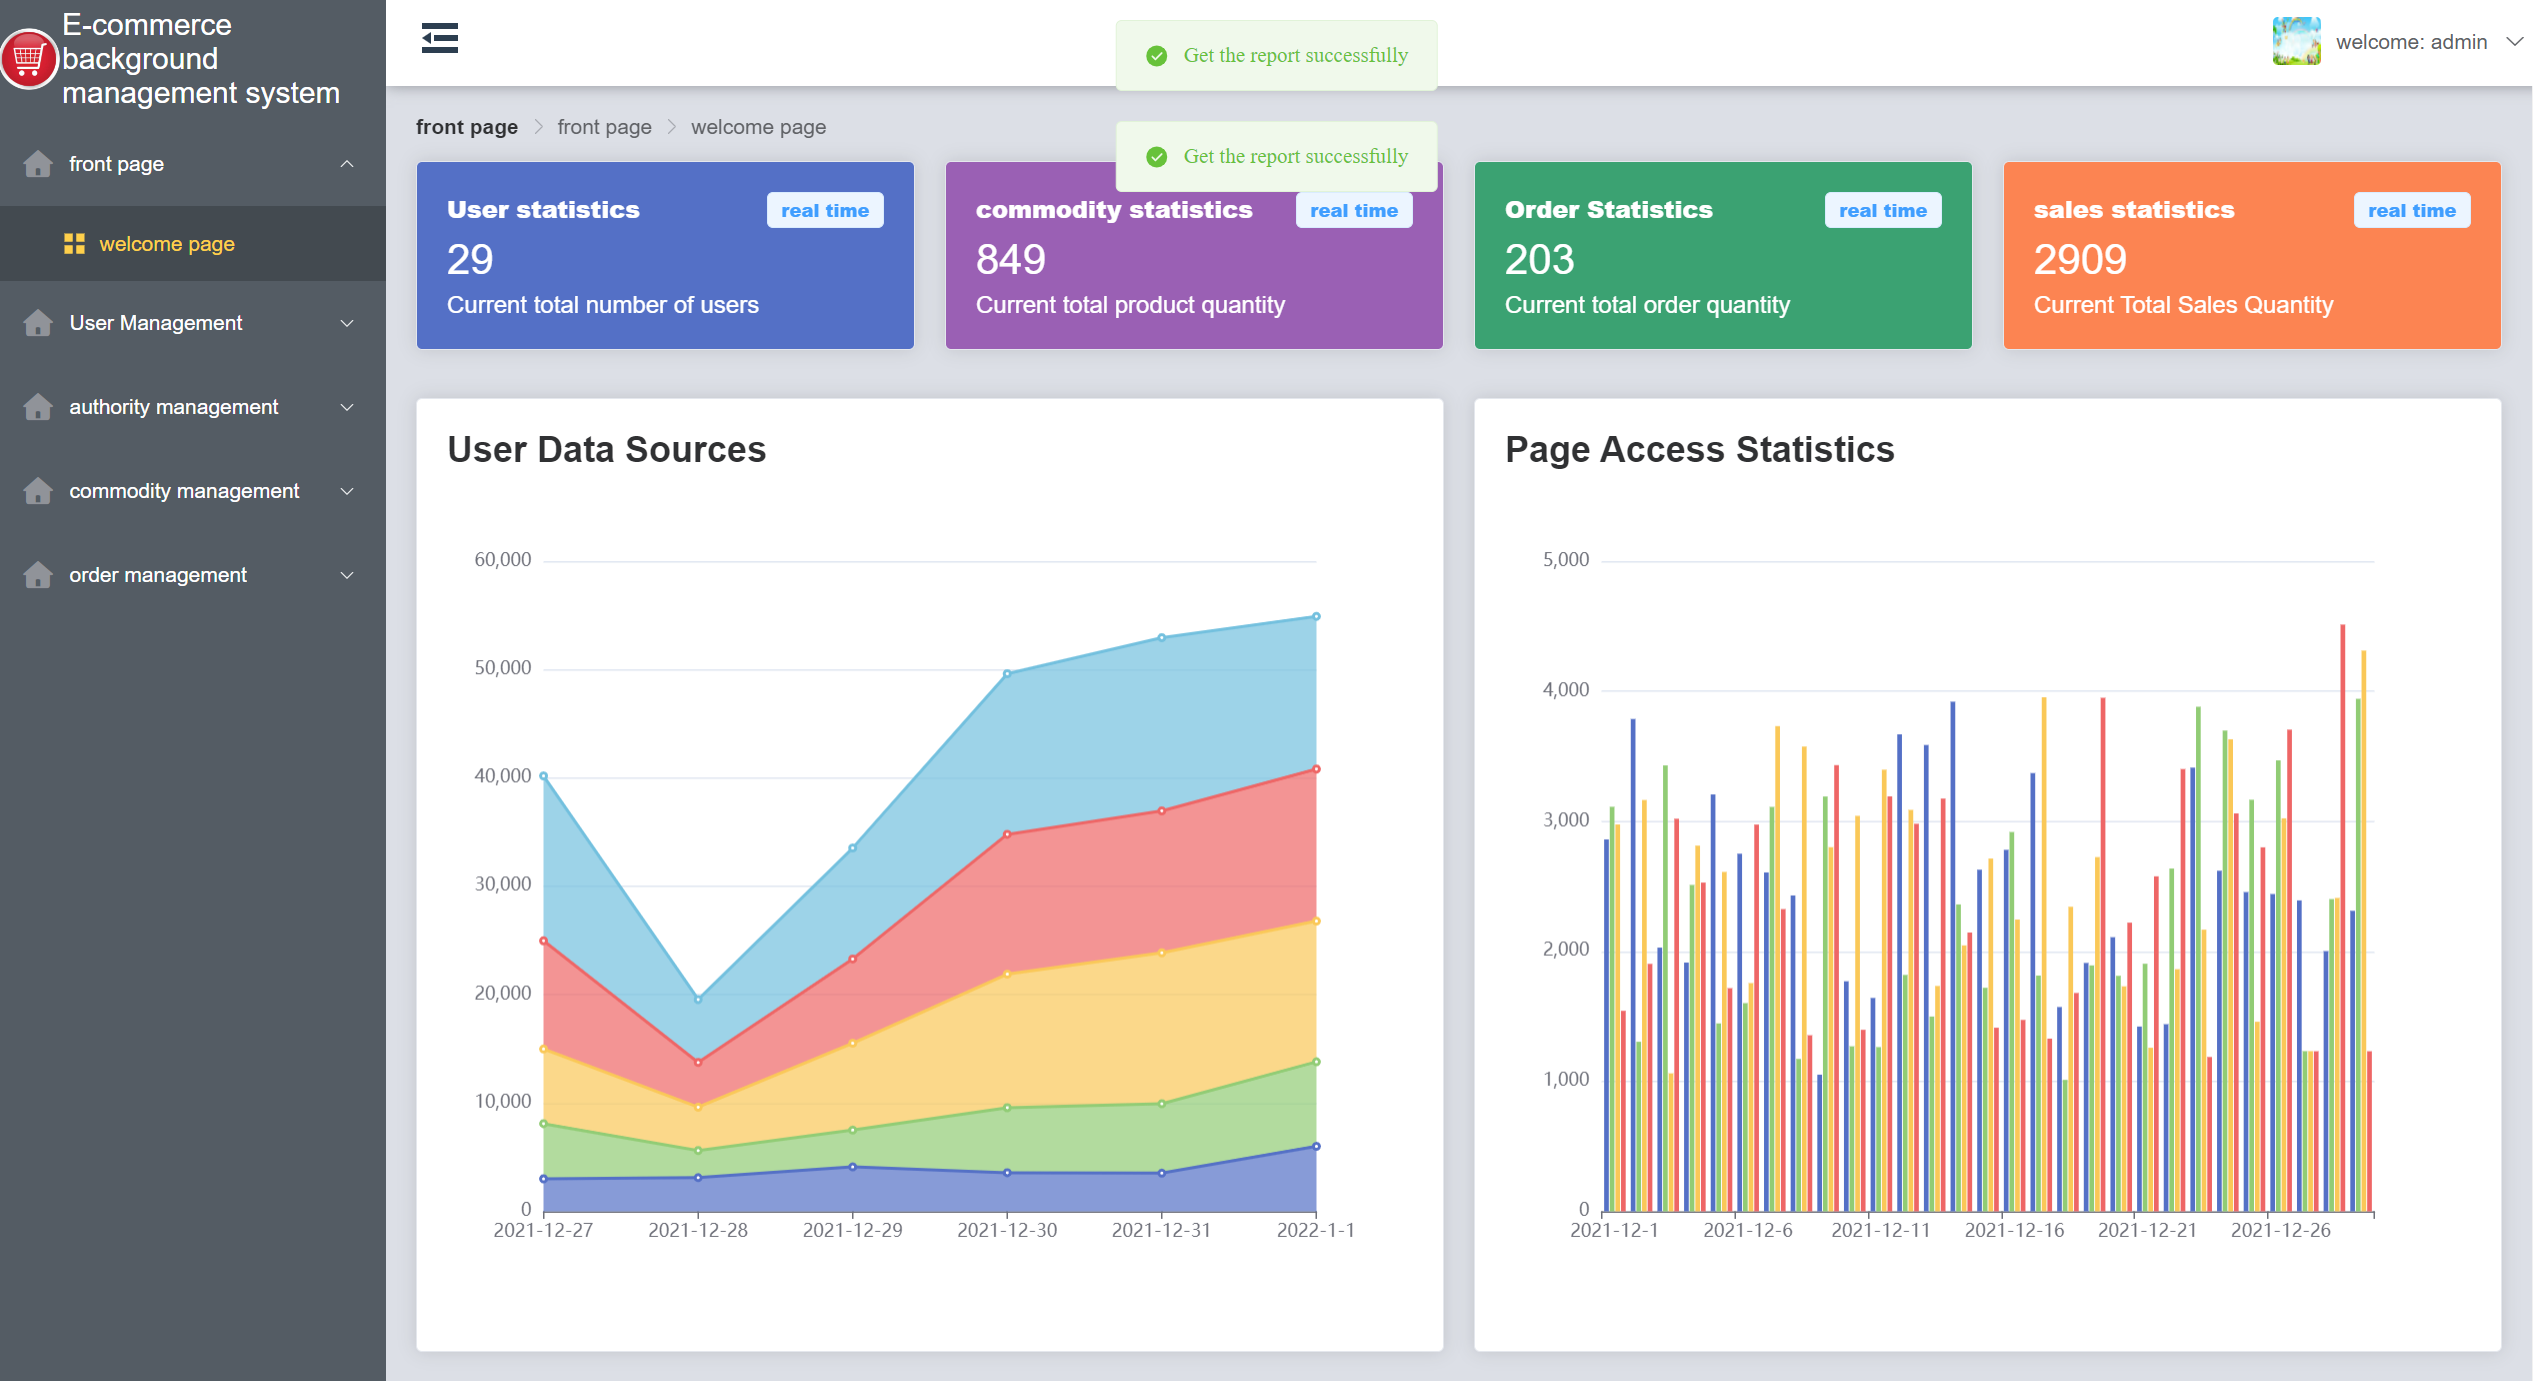 E-commerce
background
management system
front page
welcome page
User Management
authority management
commodity management
order management
Get the report successfully
welcome: admin
front page
front page
welcome page
Get the report successfully
User statistics
real time
29
Current total number of users
commodity statistics
real time
849
Current total product quantity
Order Statistics
real time
203
Current total order quantity
sales statistics
real time
2909
Current Total Sales Quantity
User Data Sources
60,000
50,000
40,000
30,000
20,000
10,000
0
2021-12-27
2021-12-28
2021-12-29
2021-12-30
2021-12-31
2022-1-1
Page Access Statistics
5,000
4,000
3,000
2,000
1,000
0
2021-12-1
2021-12-6
2021-12-11
2021-12-16
2021-12-21
2021-12-26